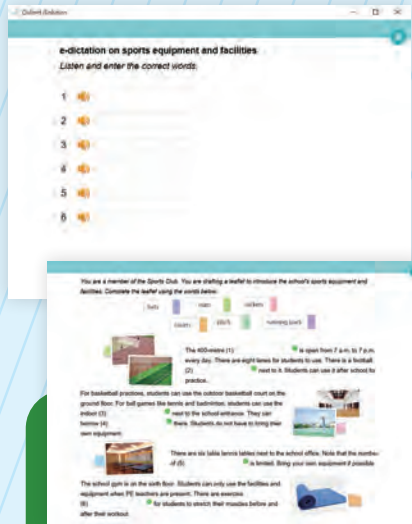 e-dictation on sports equipment and facilities
Listen and enter the correct words.
1
2
3
4
5
6
You are a member of the Sports Club. You are drafting a leaflet to introduce the school's sports equipment and
facilities. Complete the leaflet using the words below.
bats mats rackets
courts pitch running track
The 400-metre (1) is open from 7 a.m. to 7 p.m.
every day. There are eight lanes for students to use. There is a football
(2) next to it. Students can use it after school for
practice.
For basketball practices, students can use the outdoor basketball court on the
ground floor. For ball games like tennis and badminton, students can use the
indoor (3) next to the school entrance. They can
borrow (4) there. Students do not have to bring their
own equipment.
There are six table tennis tables next to the school office. Note that the number
of (5) is limited. Bring your own equipment if possible.
The school gym is on the sixth floor. Students can only use the facilities and
equipment when PE teachers are present. There are exercise
(6) for students to stretch their muscles before and
after their workout.